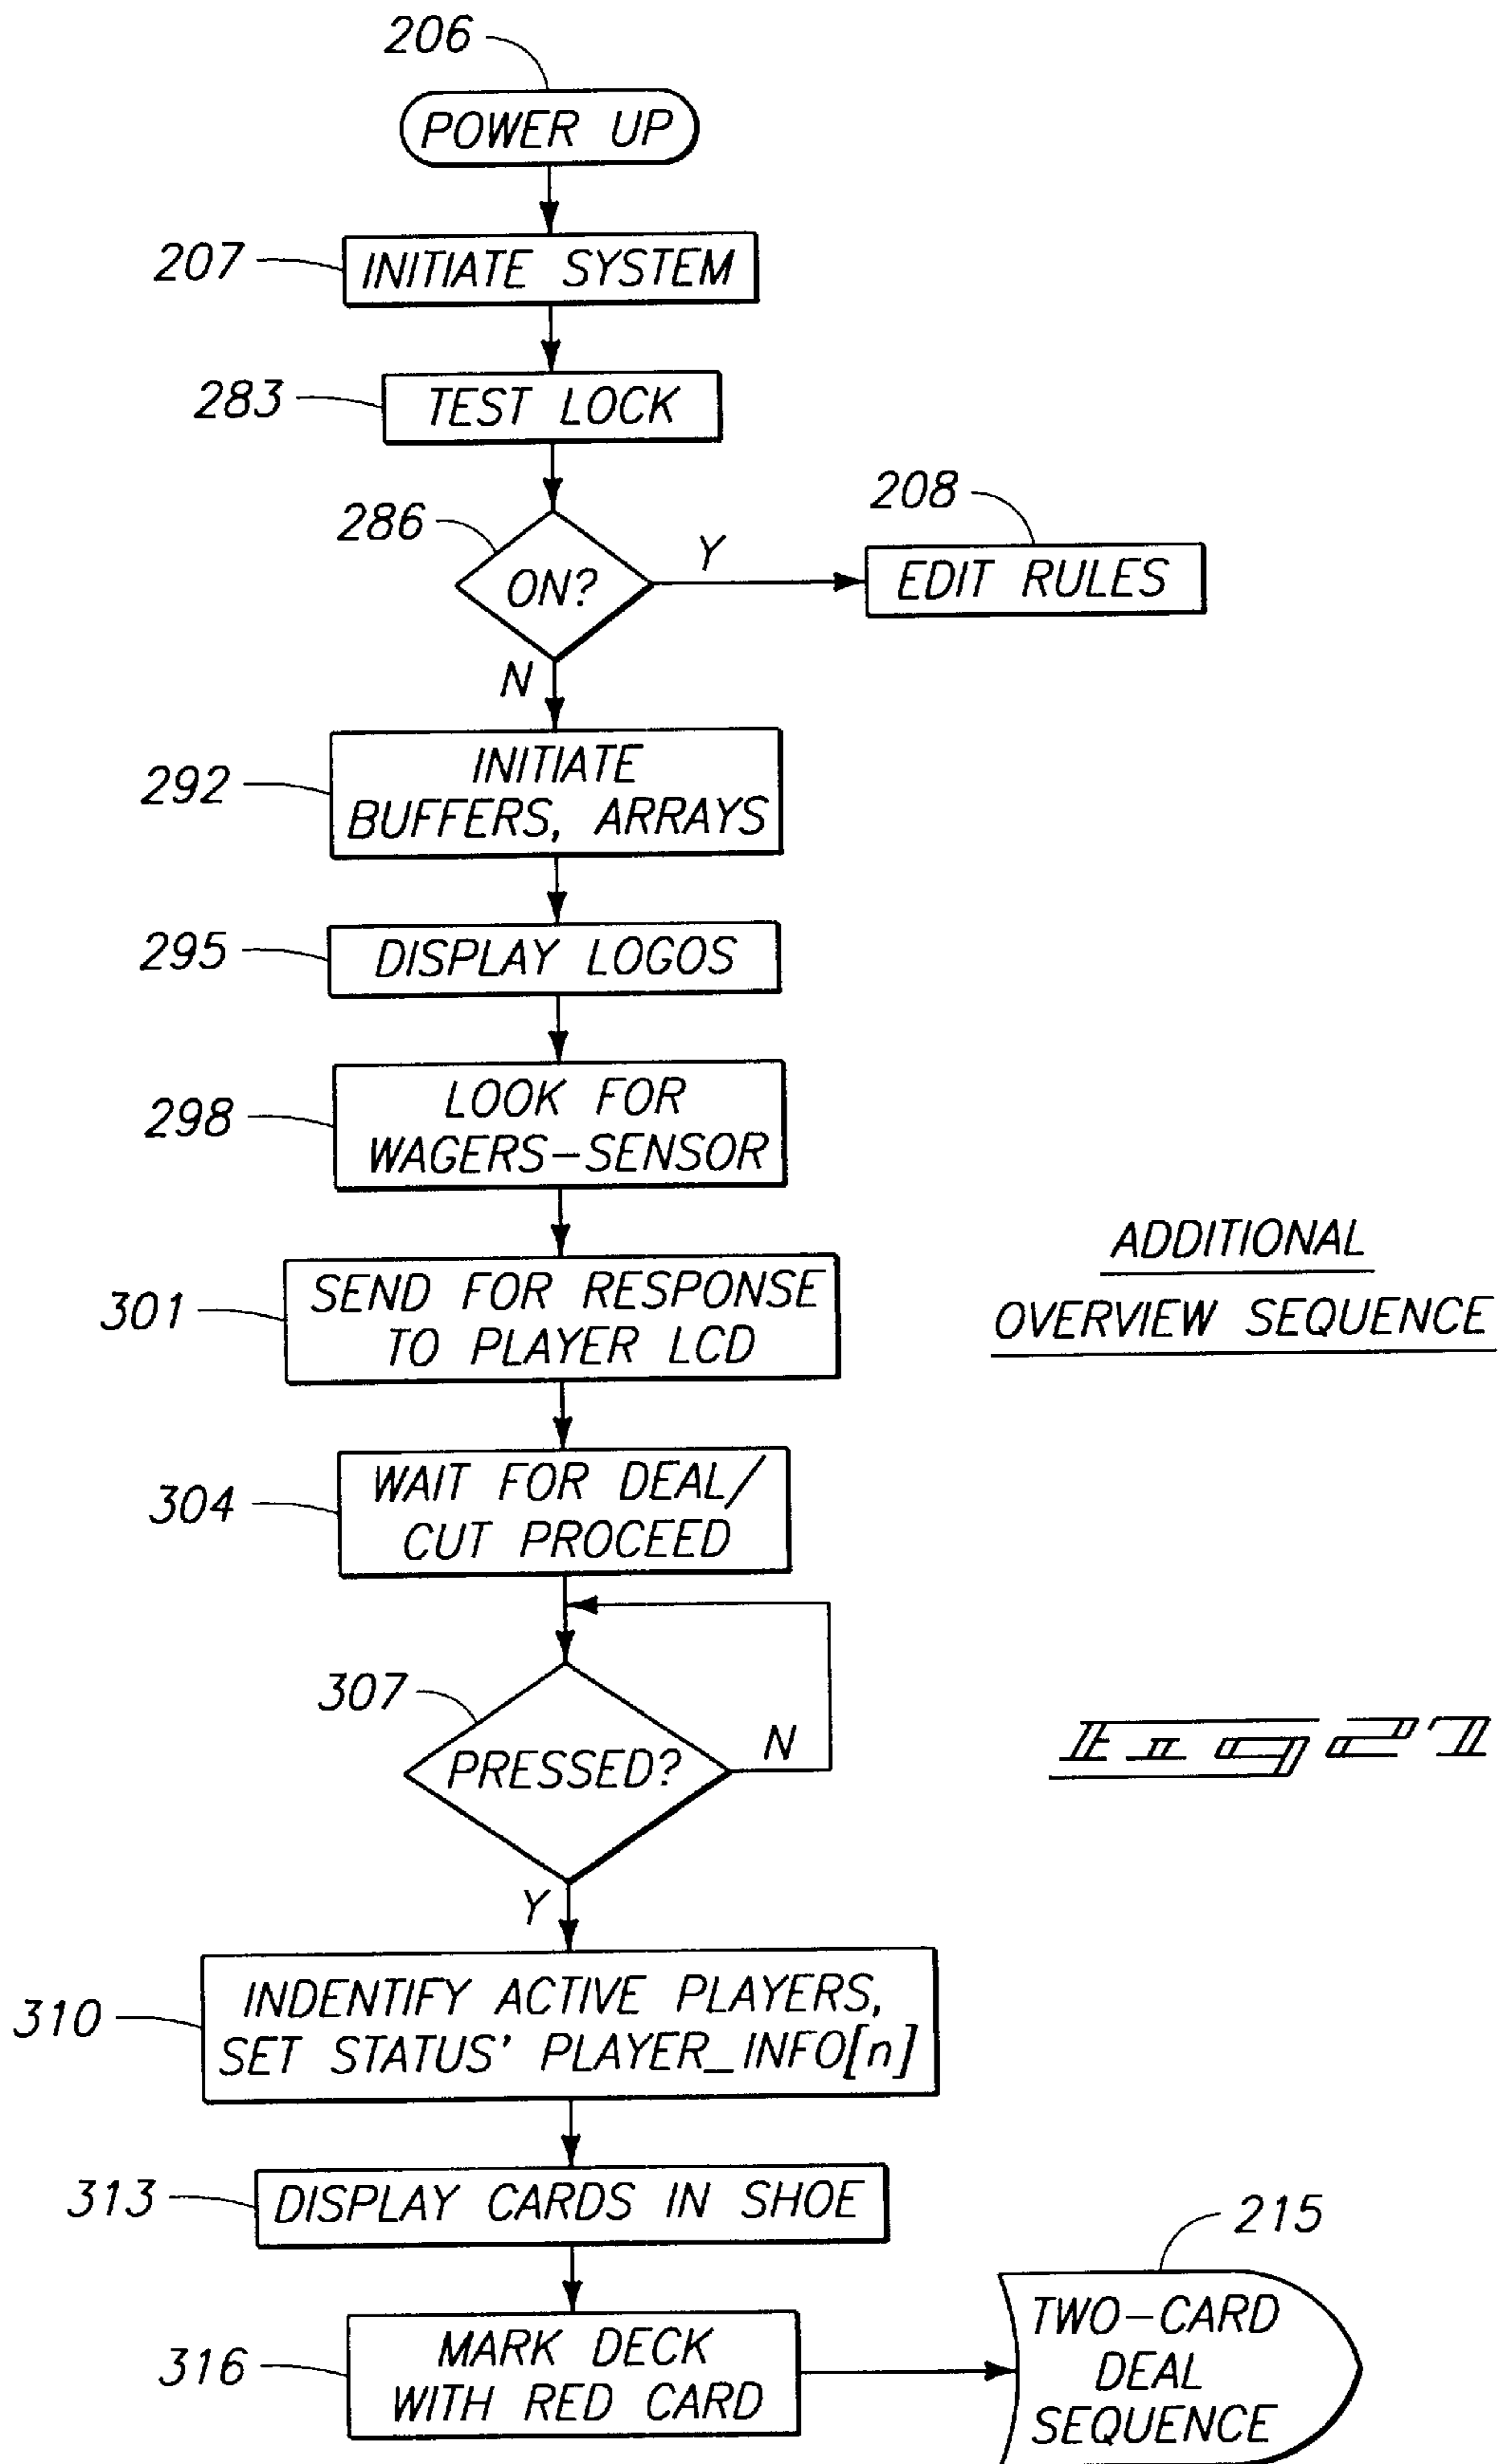 206
POWER UP
207
INITIATE SYSTEM
283
TEST LOCK
286
ON?
Y
208
EDIT RULES
N
292
INITIATE
BUFFERS, ARRAYS
295
DISPLAY LOGOS
298
LOOK FOR
WAGERS-SENSOR
301
SEND FOR RESPONSE
TO PLAYER LCD
ADDITIONAL
OVERVIEW SEQUENCE
304
WAIT FOR DEAL/
CUT PROCEED
307
PRESSED?
N
Fig 27
Y
310
INDENTIFY ACTIVE PLAYERS,
SET STATUS' PLAYER_INFO[n]
313
DISPLAY CARDS IN SHOE
215
316
MARK DECK
WITH RED CARD
TWO-CARD
DEAL
SEQUENCE